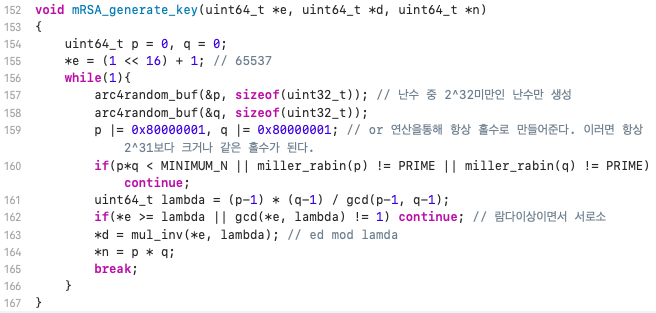 152 void mRSA_generate_key(uint64_t *e, uint64_t *d, uint64_t *n)
153 {
154     uint64_t p = 0, q = 0;
155     *e = (1 << 16) + 1; // 65537
156     while(1){
157         arc4random_buf(&p, sizeof(uint32_t)); // 난수 중 2^32미만인 난수만 생성
158         arc4random_buf(&q, sizeof(uint32_t));
159         p |= 0x80000001, q |= 0x80000001; // or 연산을통해 항상 홀수로 만들어준다. 이러면 항상
            2^31보다 크거나 같은 홀수가 된다.
160         if(p*q < MINIMUM_N || miller_rabin(p) != PRIME || miller_rabin(q) != PRIME)
            continue;
161         uint64_t lambda = (p-1) * (q-1) / gcd(p-1, q-1);
162         if(*e >= lambda || gcd(*e, lambda) != 1) continue; // 람다이상이면서 서로소
163         *d = mul_inv(*e, lambda); // ed mod lamda
164         *n = p * q;
165         break;
166     }
167 }